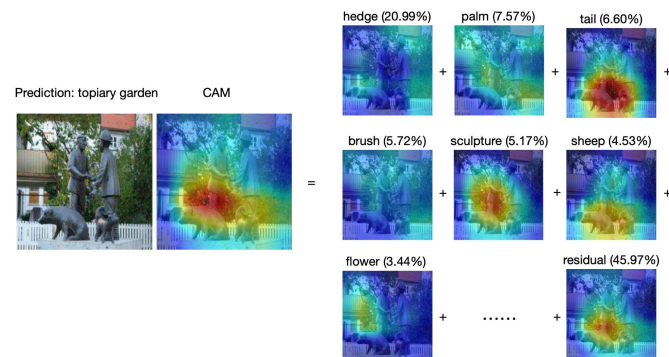 hedge (20.99%) palm (7.57%) tail (6.60%)
+ + +
Prediction: topiary garden CAM
brush (5.72%) sculpture (5.17%) sheep (4.53%)
= + + +
flower (3.44%) residual (45.97%)
+ ...... +